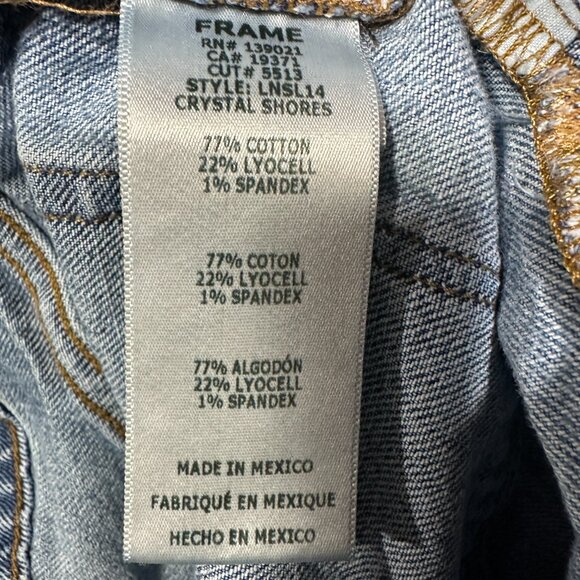 FRAME
RN# 139021
CA# 19371
CUT# 5513
STYLE: LNSL14
CRYSTAL SHORES
77% COTTON
22% LYOCELL
1% SPANDEX
77% COTON
22% LYOCELL
1% SPANDEX
77% ALGODÓN
22% LYOCELL
1% SPANDEX
MADE IN MEXICO
FABRIQUÉ EN MEXIQUE
HECHO EN MEXICO